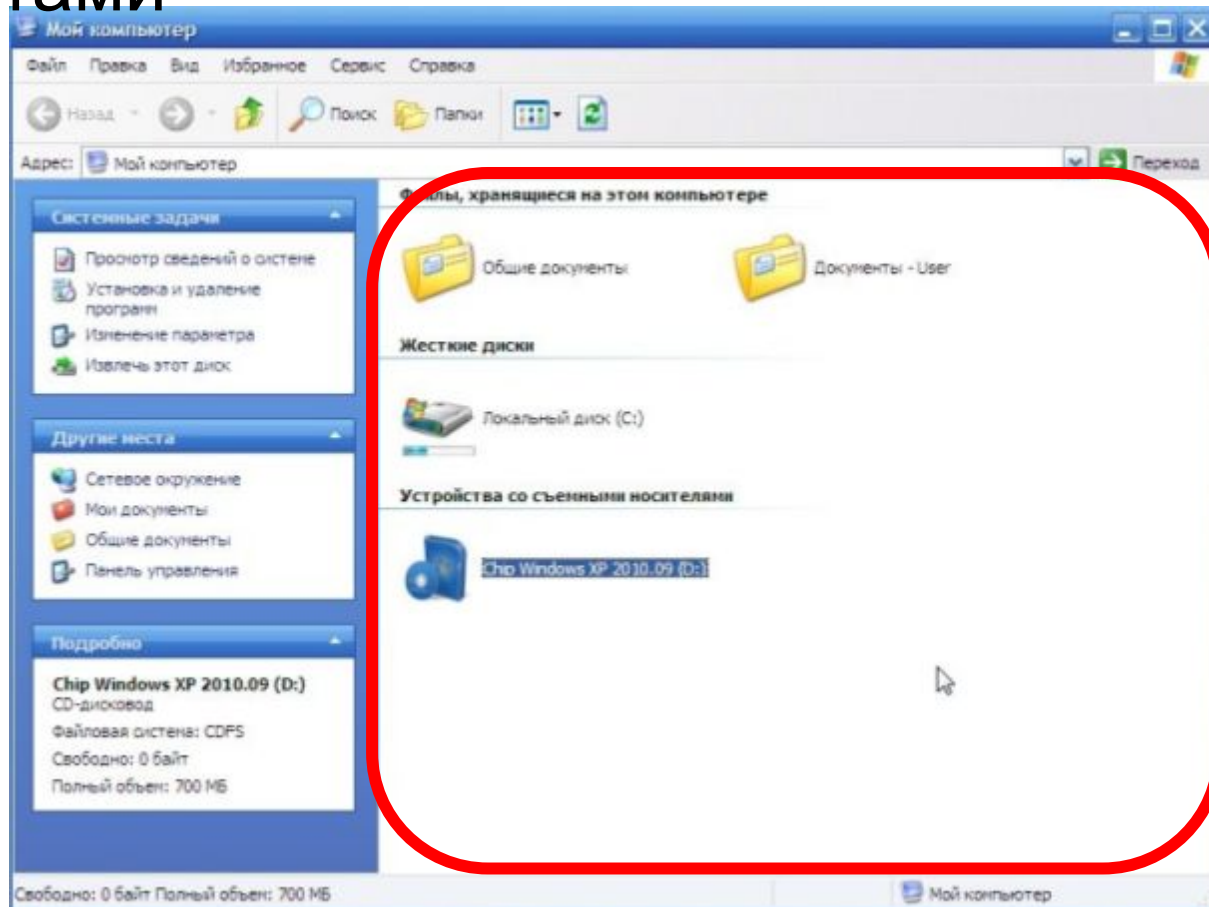 тами
Мой компьютер
Файл Правка Вид Избранное Сервис Справка
Назад Поиск Папки
Адрес: Мой компьютер Переход
Файлы, хранящиеся на этом компьютере
Системные задачи
Просмотр сведений о системе
Установка и удаление
программ
Изменение параметра
Извлечь этот диск
Общие документы Документы - User
Жесткие диски
Локальный диск (C:)
Другие места
Сетевое окружение
Мои документы
Общие документы
Панель управления
Устройства со съемными носителями
Chip Windows XP 2010.09 (D:)
Подробно
Chip Windows XP 2010.09 (D:)
CD-дисковод
Файловая система: CDFS
Свободно: 0 байт
Полный объем: 700 МБ
Свободно: 0 байт Полный объем: 700 МБ Мой компьютер